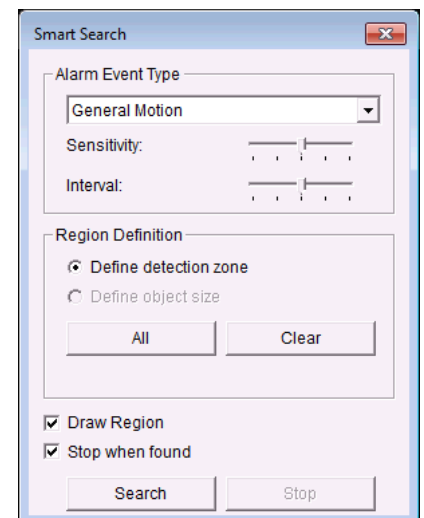 Smart Search
Alarm Event Type
General Motion
Sensitivity:
Interval:
Region Definition
Define detection zone
Define object size
All Clear
Draw Region
Stop when found
Search Stop